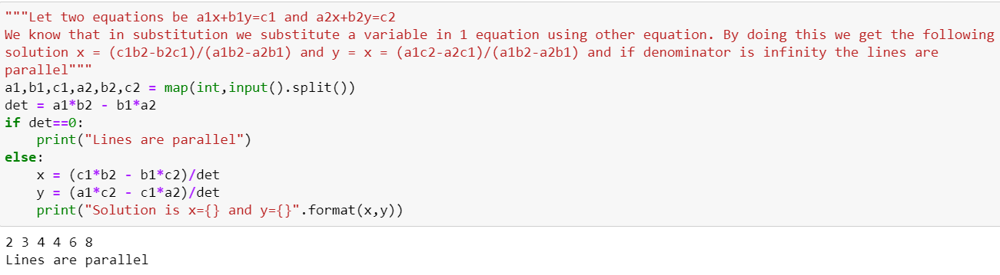 """Let two equations be a1x+b1y=c1 and a2x+b2y=c2
We know that in substitution we substitute a variable in 1 equation using other equation. By doing this we get the following
solution x = (c1b2-b2c1)/(a1b2-a2b1) and y = x = (a1c2-a2c1)/(a1b2-a2b1) and if denominator is infinity the lines are
parallel"""
a1,b1,c1,a2,b2,c2 = map(int,input().split())
det = a1*b2 - b1*a2
if det==0:
    print("Lines are parallel")
else:
    x = (c1*b2 - b1*c2)/det
    y = (a1*c2 - c1*a2)/det
    print("Solution is x={} and y={}".format(x,y))
2 3 4 4 6 8
Lines are parallel